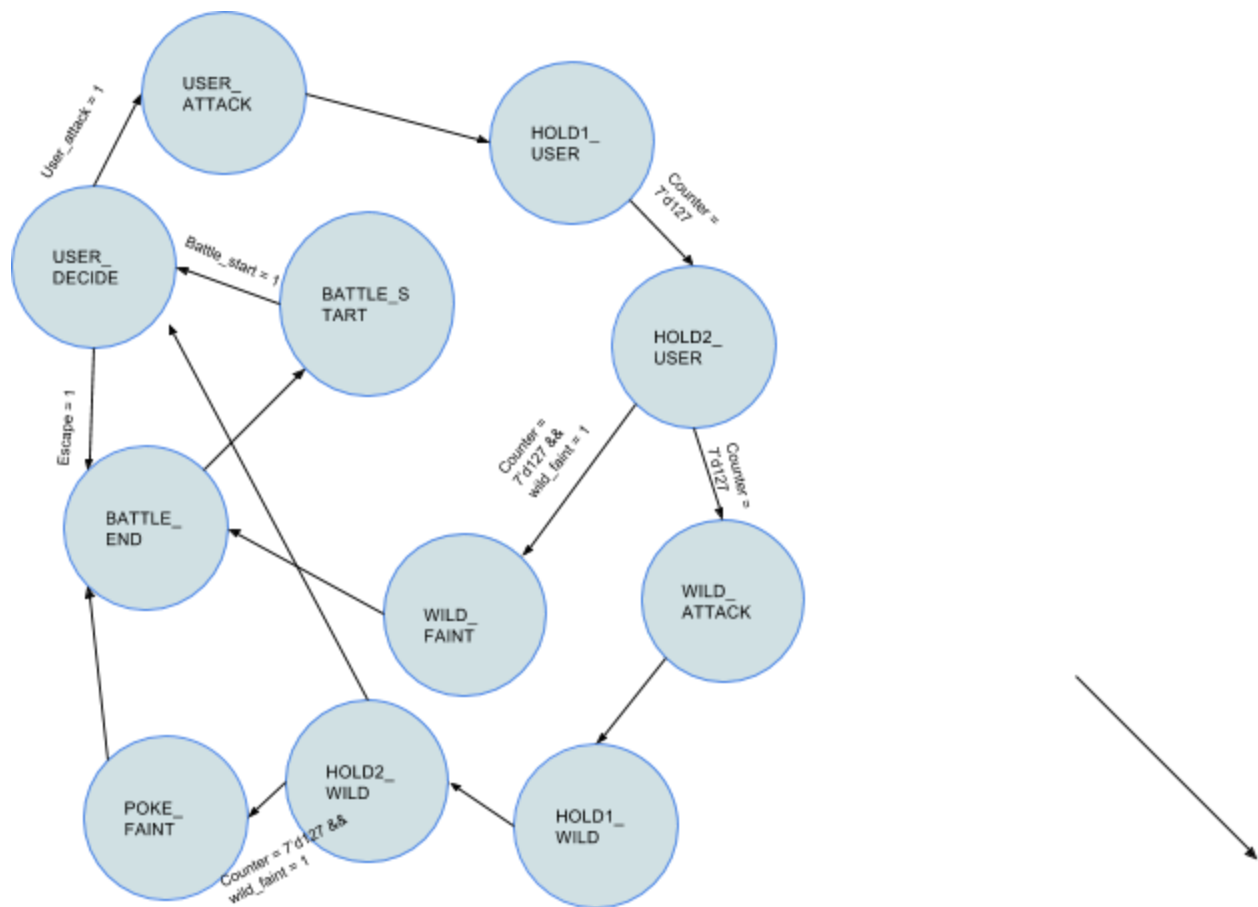 USER_
ATTACK
User_attack = 1
HOLD1_
USER
Counter =
7'd127
USER_
DECIDE
Battle_start = 1
BATTLE_S
TART
HOLD2_
USER
Escape = 1
Counter =
7'd127 &&
wild_faint = 1
Counter =
7'd127
BATTLE_
END
WILD_
FAINT
WILD_
ATTACK
POKE_
FAINT
HOLD2_
WILD
HOLD1_
WILD
Counter = 7'd127 &&
wild_faint = 1